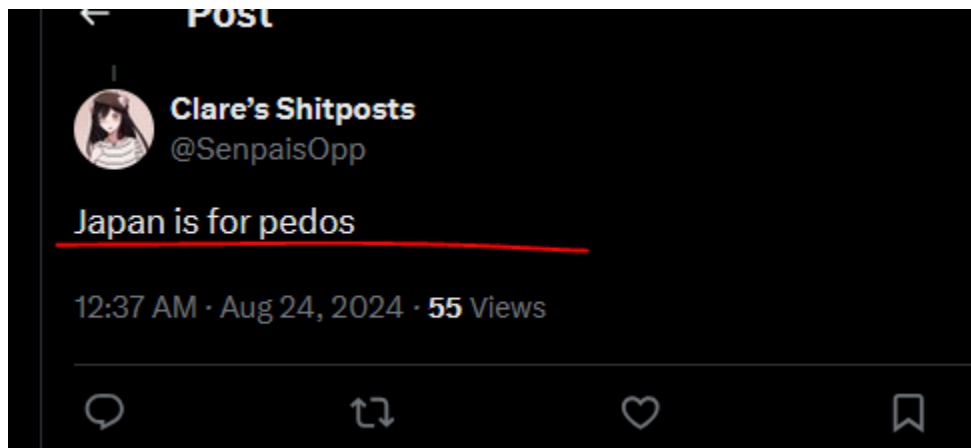 Post
Clare's Shitposts
@SenpaisOpp
Japan is for pedos
12:37 AM · Aug 24, 2024 · 55 Views